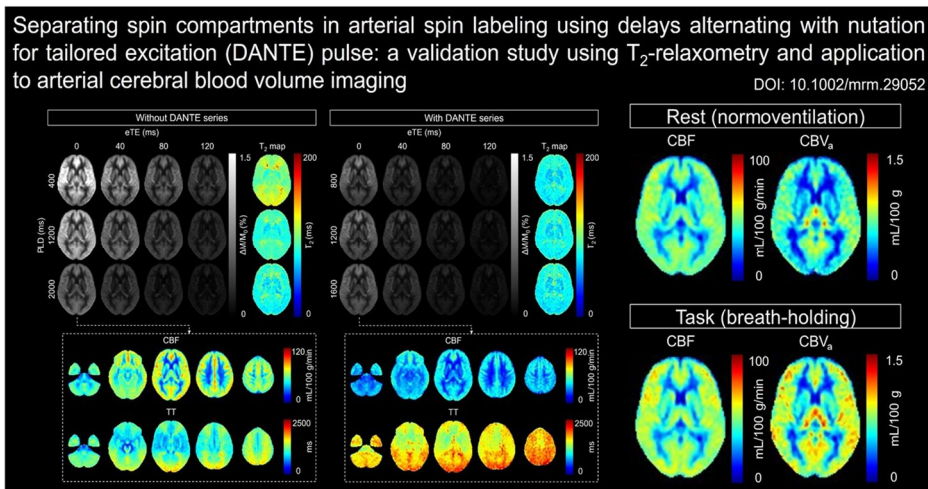 Separating spin compartments in arterial spin labeling using delays alternating with nutation
for tailored excitation (DANTE) pulse: a validation study using T₂-relaxometry and application
to arterial cerebral blood volume imaging
DOI: 10.1002/mrm.29052
Without DANTE series
eTE (ms)
0 40 80 120 T₂ map
400
1200
2000
PLD (ms)
1.5
0
ΔM/M₀ (%)
200
0
T₂ (ms)
With DANTE series
eTE (ms)
0 40 80 120 T₂ map
800
1200
1600
1.5
0
ΔM/M₀ (%)
200
0
T₂ (ms)
CBF
120
0
mL/100 g/min
TT
2500
0
ms
CBF
120
0
mL/100 g/min
TT
2500
0
ms
Rest (normoventilation)
CBF CBVₐ
100
0
mL/100 g/min
1.5
0
mL/100 g
Task (breath-holding)
CBF CBVₐ
100
0
mL/100 g/min
1.5
0
mL/100 g